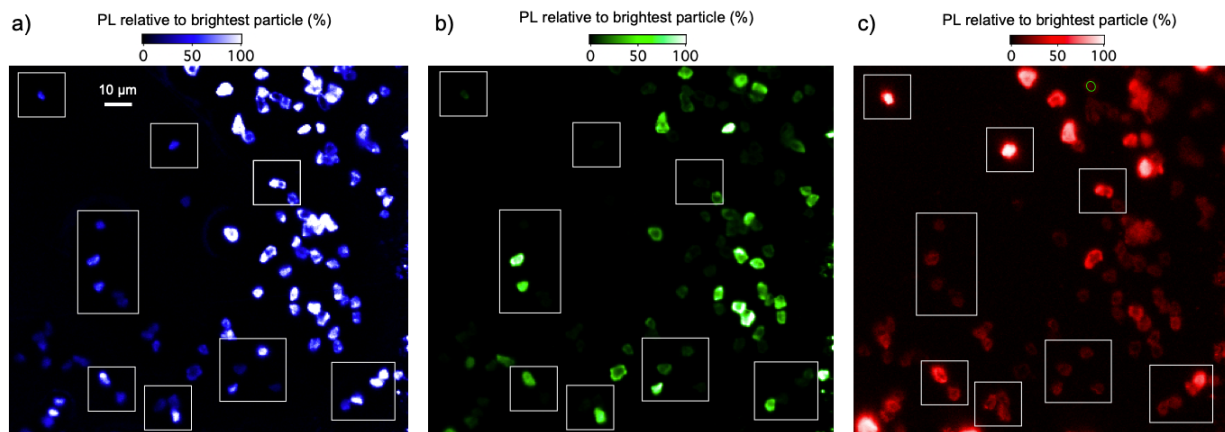 a) PL relative to brightest particle (%)
0 50 100
10 μm
b) PL relative to brightest particle (%)
0 50 100
c) PL relative to brightest particle (%)
0 50 100